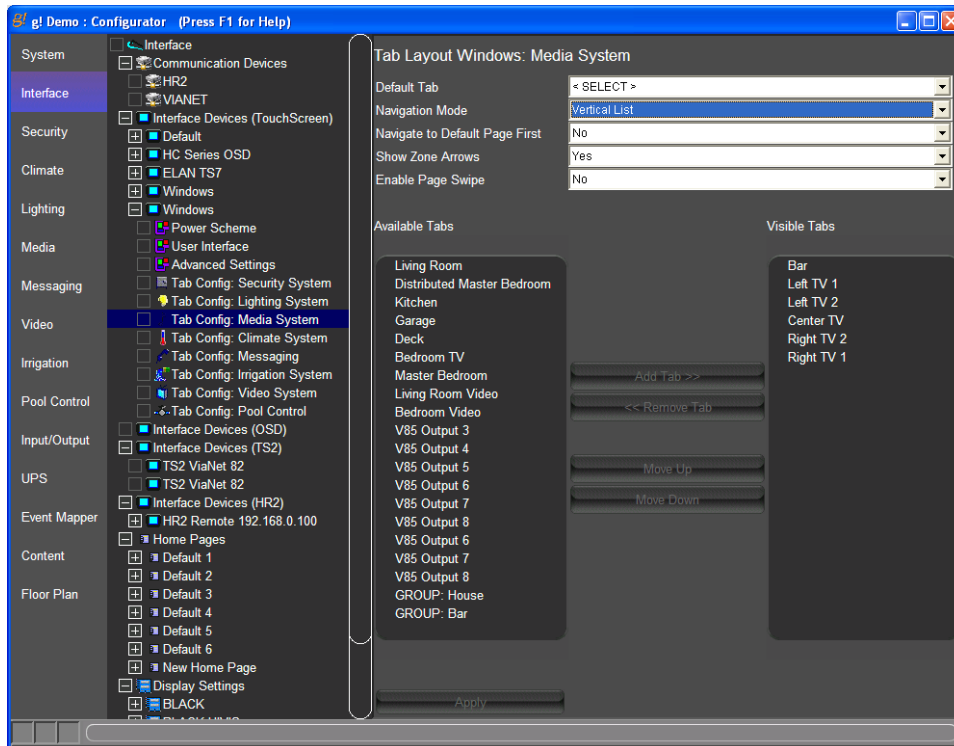 g! Demo : Configurator (Press F1 for Help)
System
Interface
Security
Climate
Lighting
Media
Messaging
Video
Irrigation
Pool Control
Input/Output
UPS
Event Mapper
Content
Floor Plan
Interface
Communication Devices
HR2
VIANET
Interface Devices (TouchScreen)
Default
HC Series OSD
ELAN TS7
Windows
Windows
Power Scheme
User Interface
Advanced Settings
Tab Config: Security System
Tab Config: Lighting System
Tab Config: Media System
Tab Config: Climate System
Tab Config: Messaging
Tab Config: Irrigation System
Tab Config: Video System
Tab Config: Pool Control
Interface Devices (OSD)
Interface Devices (TS2)
TS2 ViaNet 82
TS2 ViaNet 82
Interface Devices (HR2)
HR2 Remote 192.168.0.100
Home Pages
Default 1
Default 2
Default 3
Default 4
Default 5
Default 6
New Home Page
Display Settings
BLACK
Tab Layout Windows: Media System
Default Tab < SELECT >
Navigation Mode Vertical List
Navigate to Default Page First No
Show Zone Arrows Yes
Enable Page Swipe No
Available Tabs
Living Room
Distributed Master Bedroom
Kitchen
Garage
Deck
Bedroom TV
Master Bedroom
Living Room Video
Bedroom Video
V85 Output 3
V85 Output 4
V85 Output 5
V85 Output 6
V85 Output 7
V85 Output 8
V85 Output 6
V85 Output 7
V85 Output 8
GROUP: House
GROUP: Bar
Add Tab >>
<< Remove Tab
Move Up
Move Down
Visible Tabs
Bar
Left TV 1
Left TV 2
Center TV
Right TV 2
Right TV 1
Apply